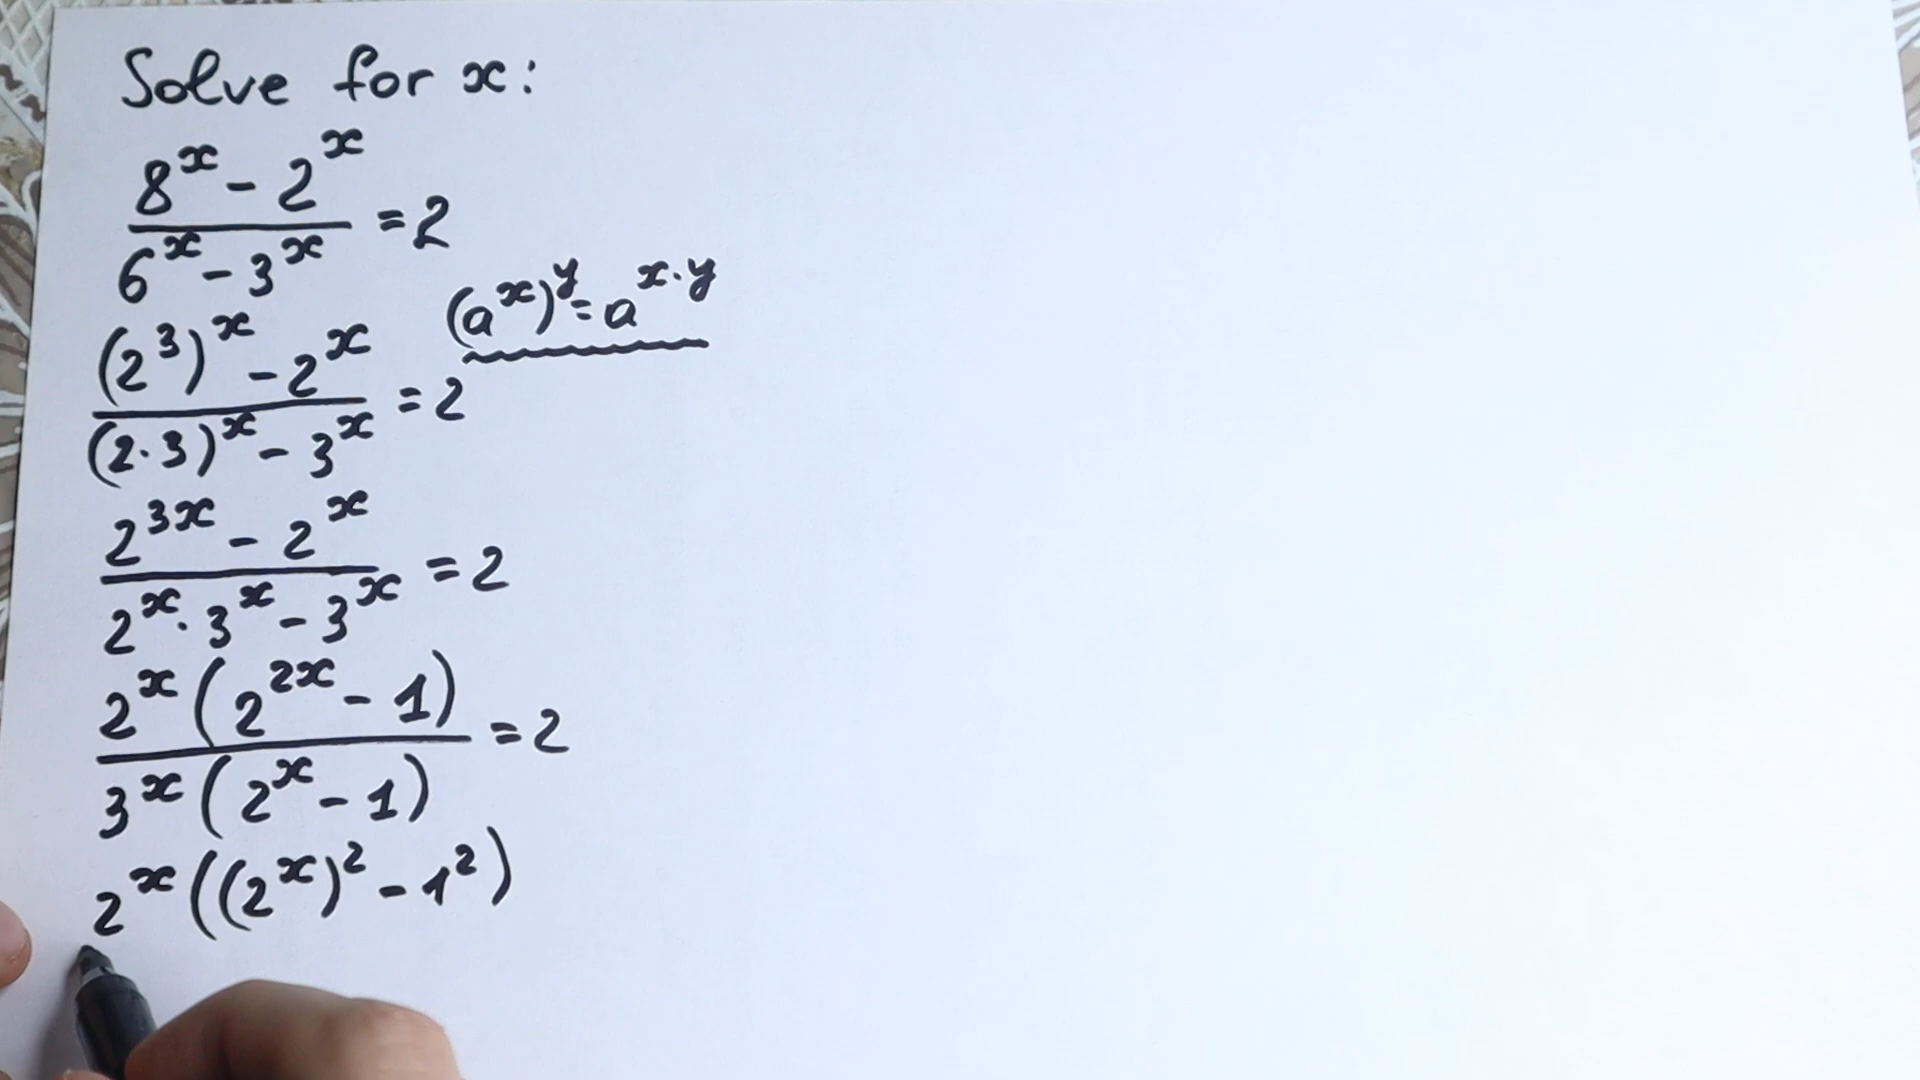 Solve for x:
8^x - 2^x
6^x - 3^x
= 2
(a^x)^y = a^(x·y)
(2^3)^x - 2^x
(2·3)^x - 3^x
= 2
2^(3x) - 2^x
2^x · 3^x - 3^x
= 2
2^x (2^(2x) - 1)
3^x (2^x - 1)
= 2
2^x ((2^x)^2 - 1^2)